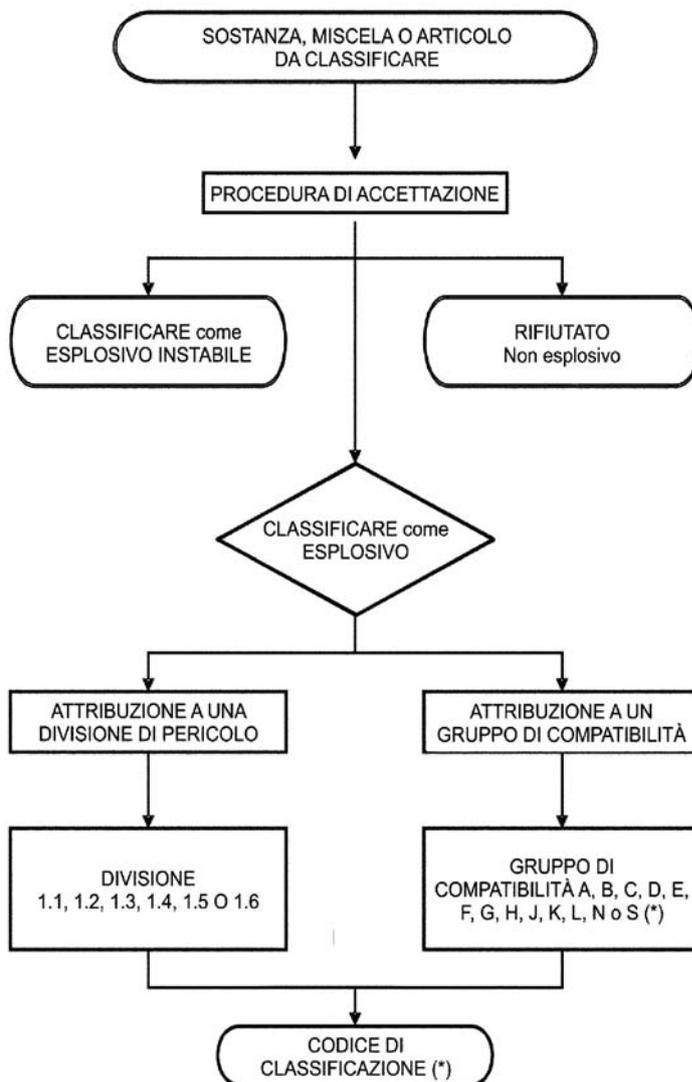 SOSTANZA, MISCELA O ARTICOLO
DA CLASSIFICARE
PROCEDURA DI ACCETTAZIONE
CLASSIFICARE come
ESPLOSIVO INSTABILE
RIFIUTATO
Non esplosivo
CLASSIFICARE come
ESPLOSIVO
ATTRIBUZIONE A UNA
DIVISIONE DI PERICOLO
ATTRIBUZIONE A UN
GRUPPO DI COMPATIBILITÀ
DIVISIONE
1.1, 1.2, 1.3, 1.4, 1.5 O 1.6
GRUPPO DI
COMPATIBILITÀ A, B, C, D, E,
F, G, H, J, K, L, N o S (*)
CODICE DI
CLASSIFICAZIONE (*)